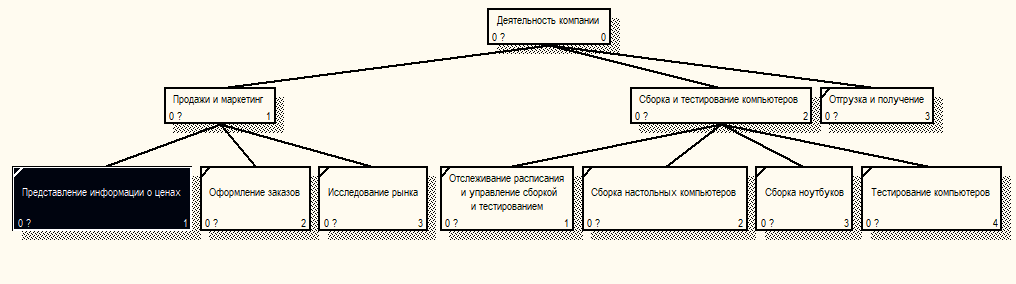 Деятельность компании
0 ? 0
Продажи и маркетинг
0 ? 1
Сборка и тестирование компьютеров
0 ? 2
Отгрузка и получение
0 ? 3
Представление информации о ценах
0 ? 1
Оформление заказов
0 ? 2
Исследование рынка
0 ? 3
Отслеживание расписания
и управление сборкой
и тестированием
0 ? 1
Сборка настольных компьютеров
0 ? 2
Сборка ноутбуков
0 ? 3
Тестирование компьютеров
0 ? 4